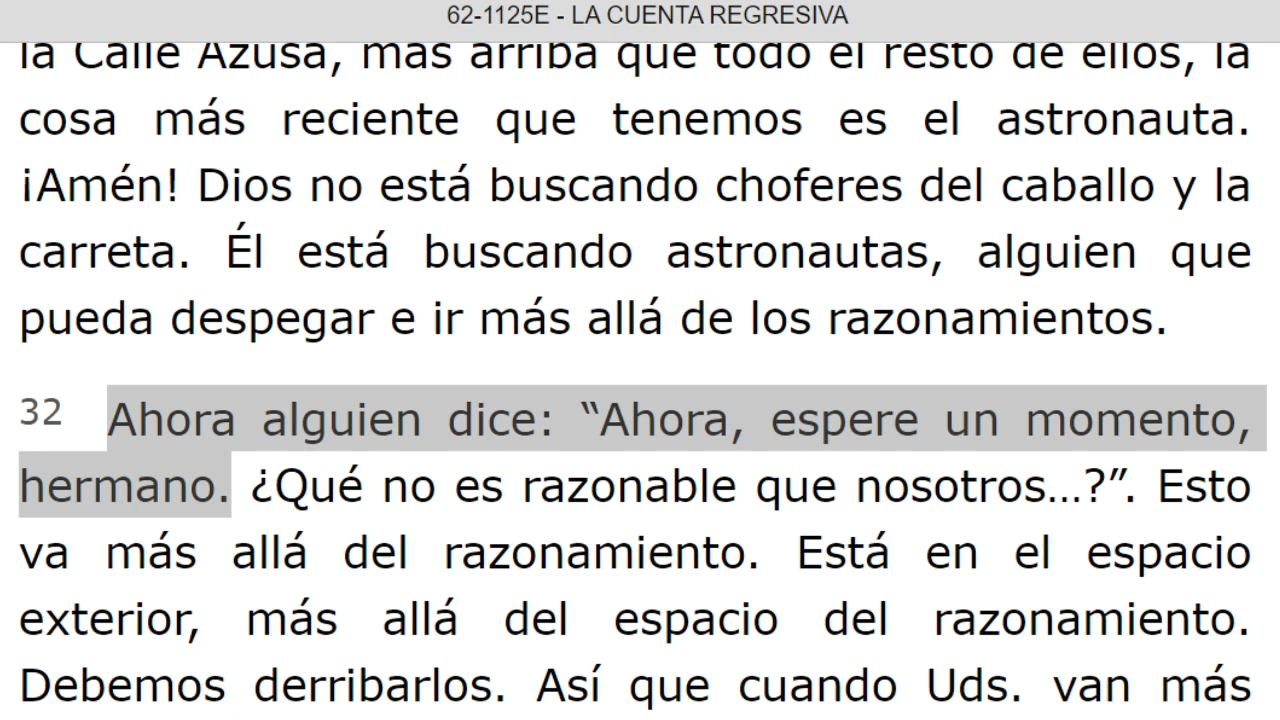 62-1125E - LA CUENTA REGRESIVA
la Calle Azusa, más arriba que todo el resto de ellos, la
cosa más reciente que tenemos es el astronauta.
¡Amén! Dios no está buscando choferes del caballo y la
carreta. Él está buscando astronautas, alguien que
pueda despegar e ir más allá de los razonamientos.
32 Ahora alguien dice: “Ahora, espere un momento,
hermano. ¿Qué no es razonable que nosotros…?”. Esto
va más allá del razonamiento. Está en el espacio
exterior, más allá del espacio del razonamiento.
Debemos derribarlos. Así que cuando Uds. van más